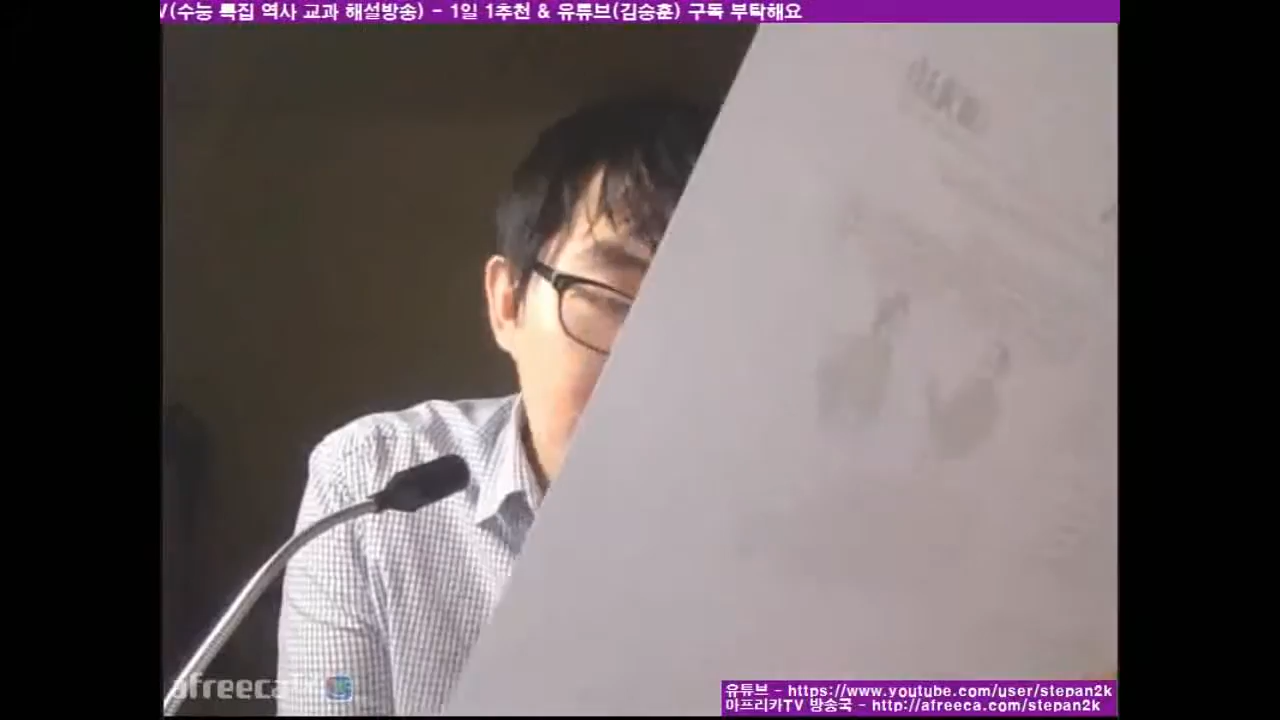 V(수능 특집 역사 교과 해설방송) - 1일 1추천 & 유튜브(김승훈) 구독 부탁해요
afreeca
유튜브 - https://www.youtube.com/user/stepan2k
아프리카TV 방송국 - http://afreeca.com/stepan2k